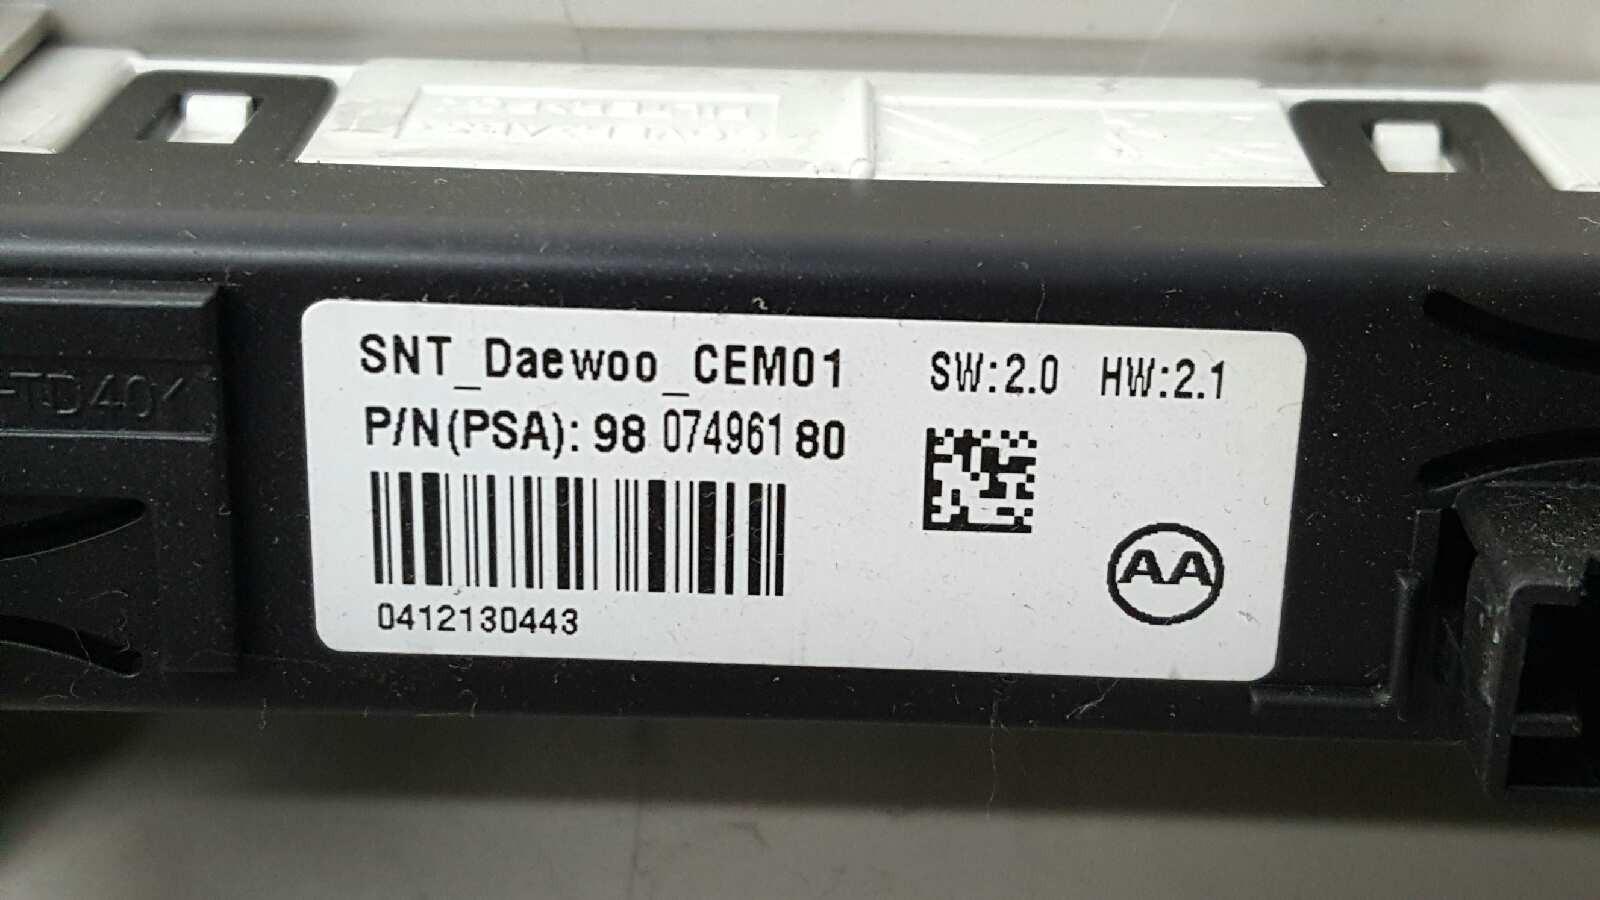 SNT_Daewoo_CEM01 SW:2.0 HW:2.1
P/N(PSA): 98 07496180
0412130443
AA